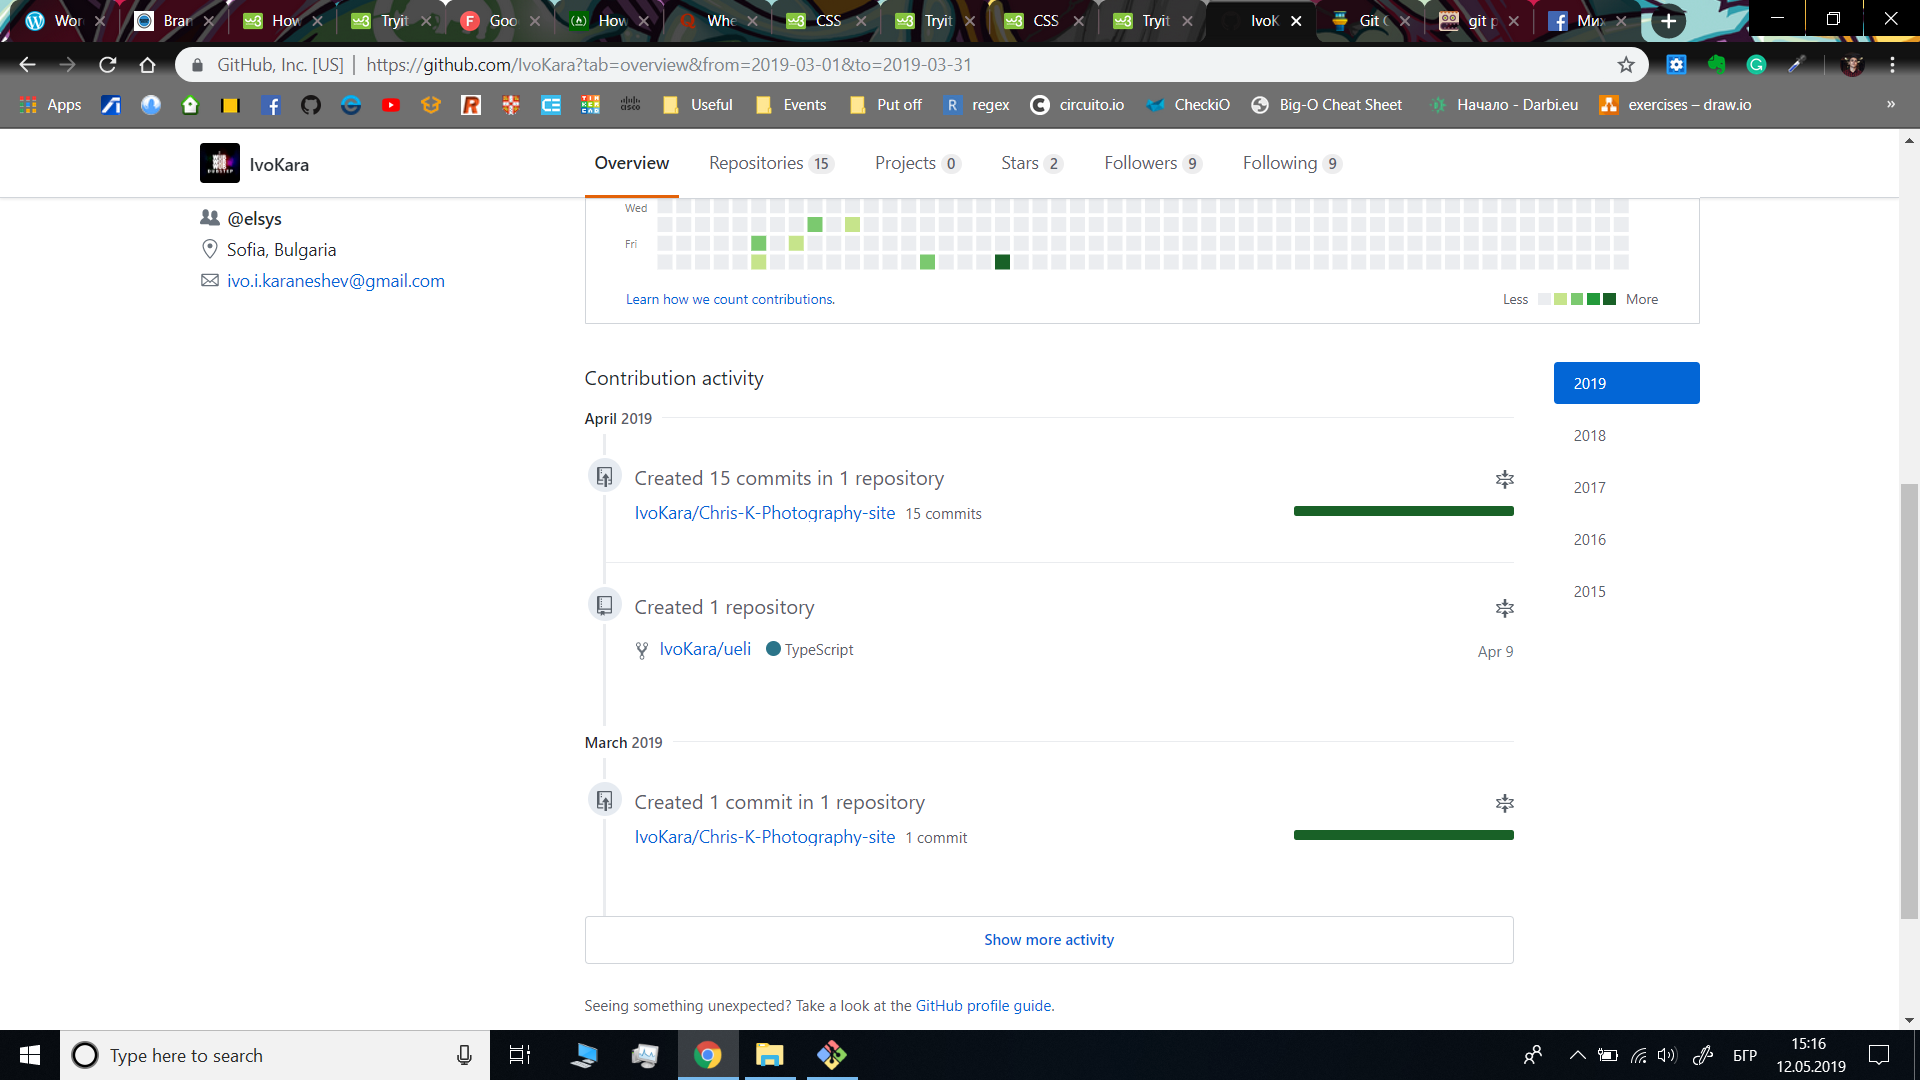 Wor
Bran
How
Tryit
Goo
How
Whe
CSS
Tryit
CSS
Tryit
IvoK
Git C
git p
Ми
GitHub, Inc. [US] | https://github.com/IvoKara?tab=overview&from=2019-03-01&to=2019-03-31
Apps Useful Events Put off regex circuito.io CheckiO Big-O Cheat Sheet Начало - Darbi.eu exercises – draw.io »
IvoKara Overview Repositories 15 Projects 0 Stars 2 Followers 9 Following 9
@elsys
Sofia, Bulgaria
ivo.i.karaneshev@gmail.com
Wed
Fri
Learn how we count contributions.
Less More
Contribution activity
2019
2018
2017
2016
2015
April 2019
Created 15 commits in 1 repository
IvoKara/Chris-K-Photography-site 15 commits
Created 1 repository
IvoKara/ueli TypeScript Apr 9
March 2019
Created 1 commit in 1 repository
IvoKara/Chris-K-Photography-site 1 commit
Show more activity
Seeing something unexpected? Take a look at the GitHub profile guide.
Type here to search
БГР
15:16
12.05.2019